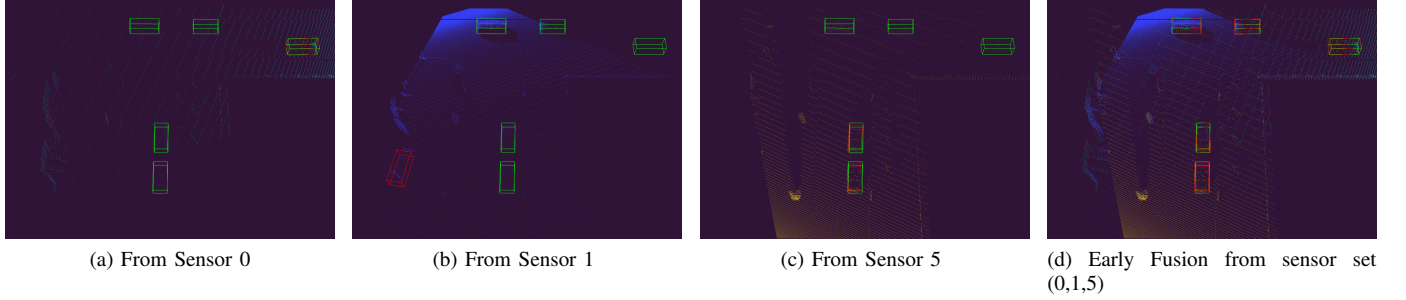 (a) From Sensor 0
(b) From Sensor 1
(c) From Sensor 5
(d) Early Fusion from sensor set
(0,1,5)